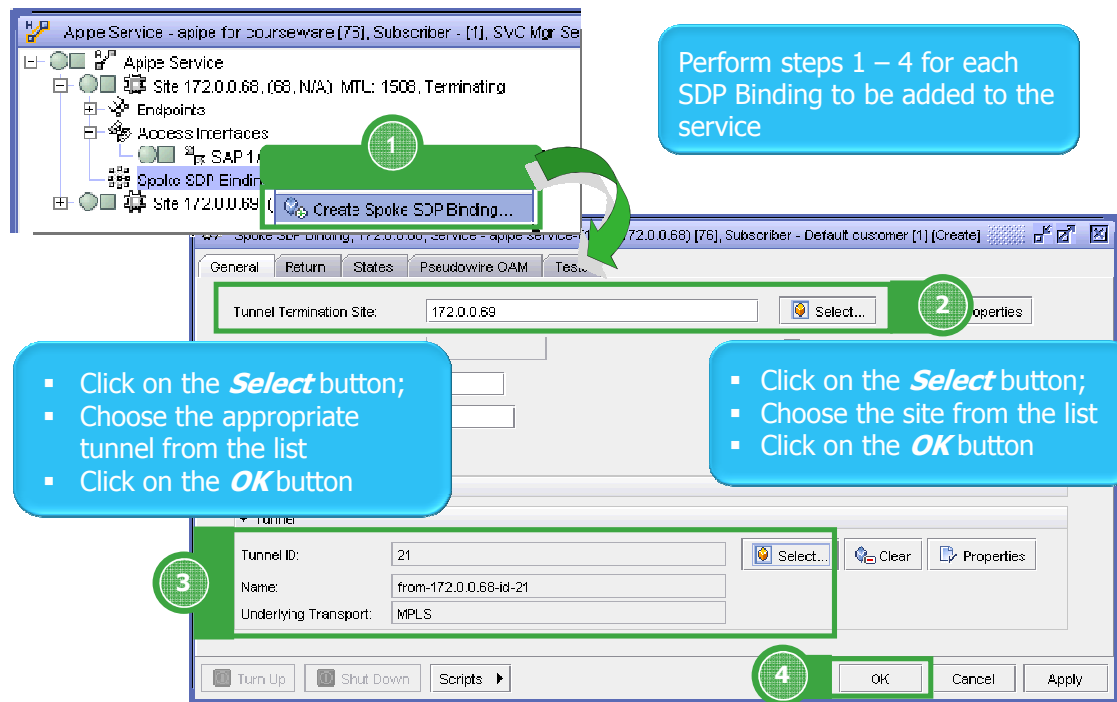 Apipe Service - apipe for courseware [76], Subscriber - [1], SVC Mgr Se
Apipe Service
Site 172.0.0.68, (68, N/A) MTL: 1508, Terminating
Endpoints
Access Interfaces
SAP 1/
Spoke SDP Bindin
Site 172.0.0.69, (
1
Create Spoke SDP Binding...
Perform steps 1 – 4 for each
SDP Binding to be added to the
service
Spoke SDP Binding, 172.0.0.68, Service - apipe service-(1 172.0.0.68) [76], Subscriber - Default customer [1] [Create]
General Return States Pseudowire OAM Tests
Tunnel Termination Site: 172.0.0.69 Select... 2 operties
▪ Click on the Select button;
▪ Choose the appropriate
tunnel from the list
▪ Click on the OK button
▪ Click on the Select button;
▪ Choose the site from the list
▪ Click on the OK button
Tunnel
3
Tunnel ID: 21 Select... Clear Properties
Name: from-172.0.0.68-id-21
Underlying Transport: MPLS
Turn Up Shut Down Scripts 4 OK Cancel Apply